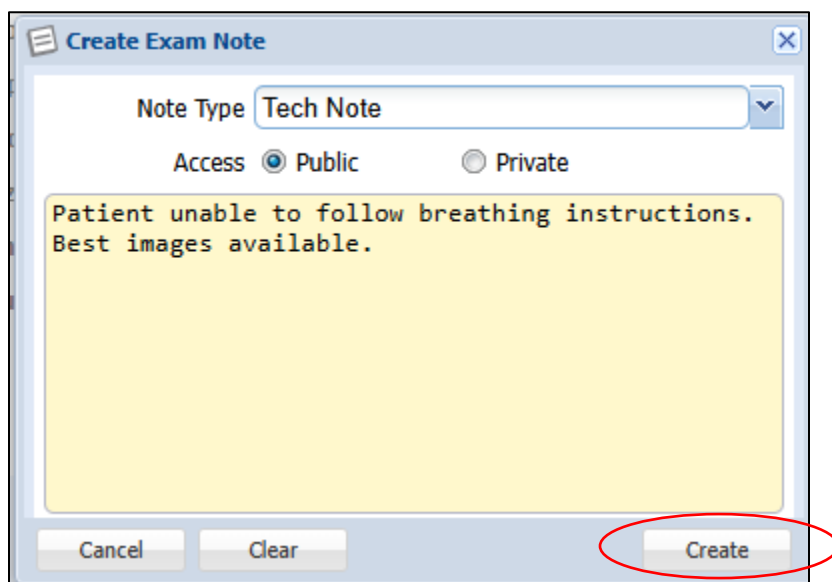 Create Exam Note
Note Type Tech Note
Access Public Private
Patient unable to follow breathing instructions.
Best images available.
Cancel Clear Create